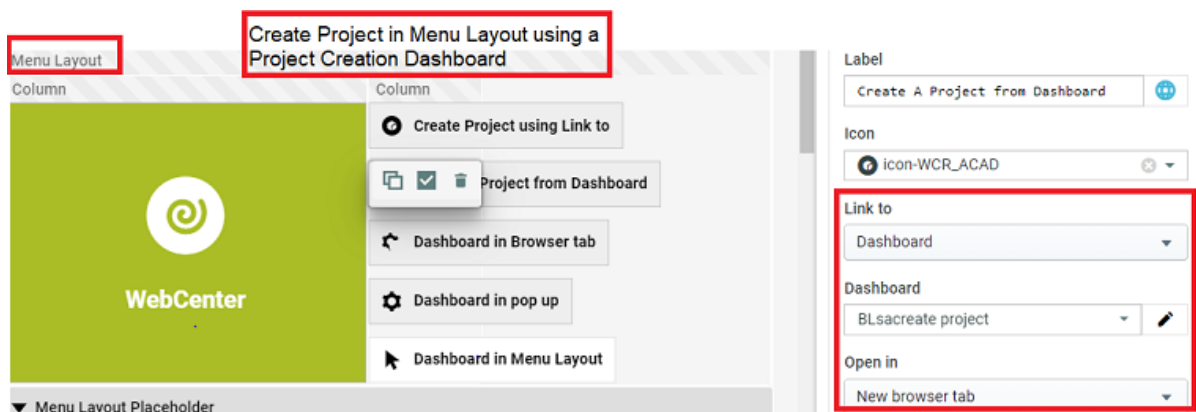 Create Project in Menu Layout using a
Project Creation Dashboard
Menu Layout
Column
Column
WebCenter
Create Project using Link to
Project from Dashboard
Dashboard in Browser tab
Dashboard in pop up
Dashboard in Menu Layout
Menu Layout Placeholder
Label
Create A Project from Dashboard
Icon
icon-WCR_ACAD
Link to
Dashboard
Dashboard
BLsacreate project
Open in
New browser tab